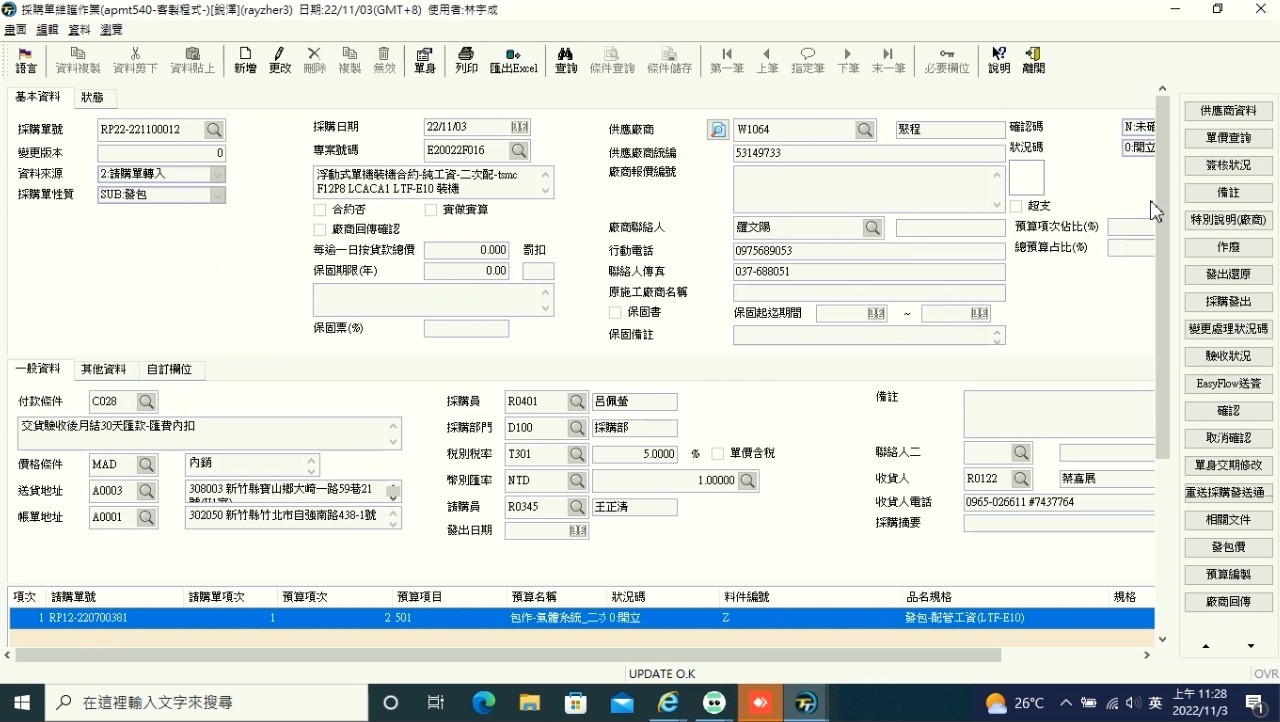 採購單維護作業(apmt540-客製程式-)[銳澤](rayzher3) 日期:22/11/03(GMT+8) 使用者:林宇威
畫面 編輯 資料 瀏覽
語言 資料複製 資料剪下 資料貼上 新增 更改 刪除 複製 無效 單身 列印 匯出Excel 查詢 條件查詢 條件儲存 第一筆 上筆 指定筆 下筆 末一筆 必要欄位 說明 離開
基本資料 狀態
採購單號 RP22-221100012
變更版本 0
資料來源 2:請購單轉入
採購單性質 SUB:發包
採購日期 22/11/03
專案號碼 E20022F016
浮動式單機裝機合約-純工資-二次配-tsmc
F12P8 LCACA1 LTF-E10 裝機
合約否 實做實算
廠商回傳確認
每逾一日按貨款總價 0.000 罰扣
保固期限(年) 0.00
保固票(%)
供應廠商 W1064 聚程
供應廠商統編 53149733
廠商報價編號
廠商聯絡人 羅文陽
行動電話 0975689053
聯絡人傳真 037-688051
原施工廠商名稱
保固書 保固起迄期間 ~
保固備註
確認碼 N:未確
狀況碼 0:開立
超支
預算項次佔比(%)
總預算占比(%)
供應商資料
單價查詢
簽核狀況
備註
特別說明(廠商)
作廢
發出還原
採購發出
變更處理狀況碼
驗收狀況
EasyFlow送簽
確認
取消確認
單身交期修改
重送採購發送通...
相關文件
發包價
預算編製
廠商回傳
一般資料 其他資料 自訂欄位
付款條件 C028
交貨驗收後月結30天匯款-匯費內扣
價格條件 MAD 內銷
送貨地址 A0003 308003 新竹縣寶山鄉大崎一路59巷21
帳單地址 A0001 302050 新竹縣竹北市自強南路438-1號
採購員 R0401 呂佩螢
採購部門 D100 採購部
稅別稅率 T301 5.0000 % 單價含稅
幣別匯率 NTD 1.00000
請購員 R0345 王正清
發出日期
備註
聯絡人二
收貨人 R0122 禁嘉展
收貨人電話 0965-026611 #7437764
採購摘要
項次 請購單號 請購單項次 預算項次 預算項目 預算名稱 狀況碼 料件編號 品名規格 規格
1 RP12-220700381 1 2 501 包作-氣體系統_二次 0:開立 Z 發包-配管工資(LTF-E10)
UPDATE O.K
OVR
在這裡輸入文字來搜尋
26°C 英 上午 11:28
2022/11/3
1